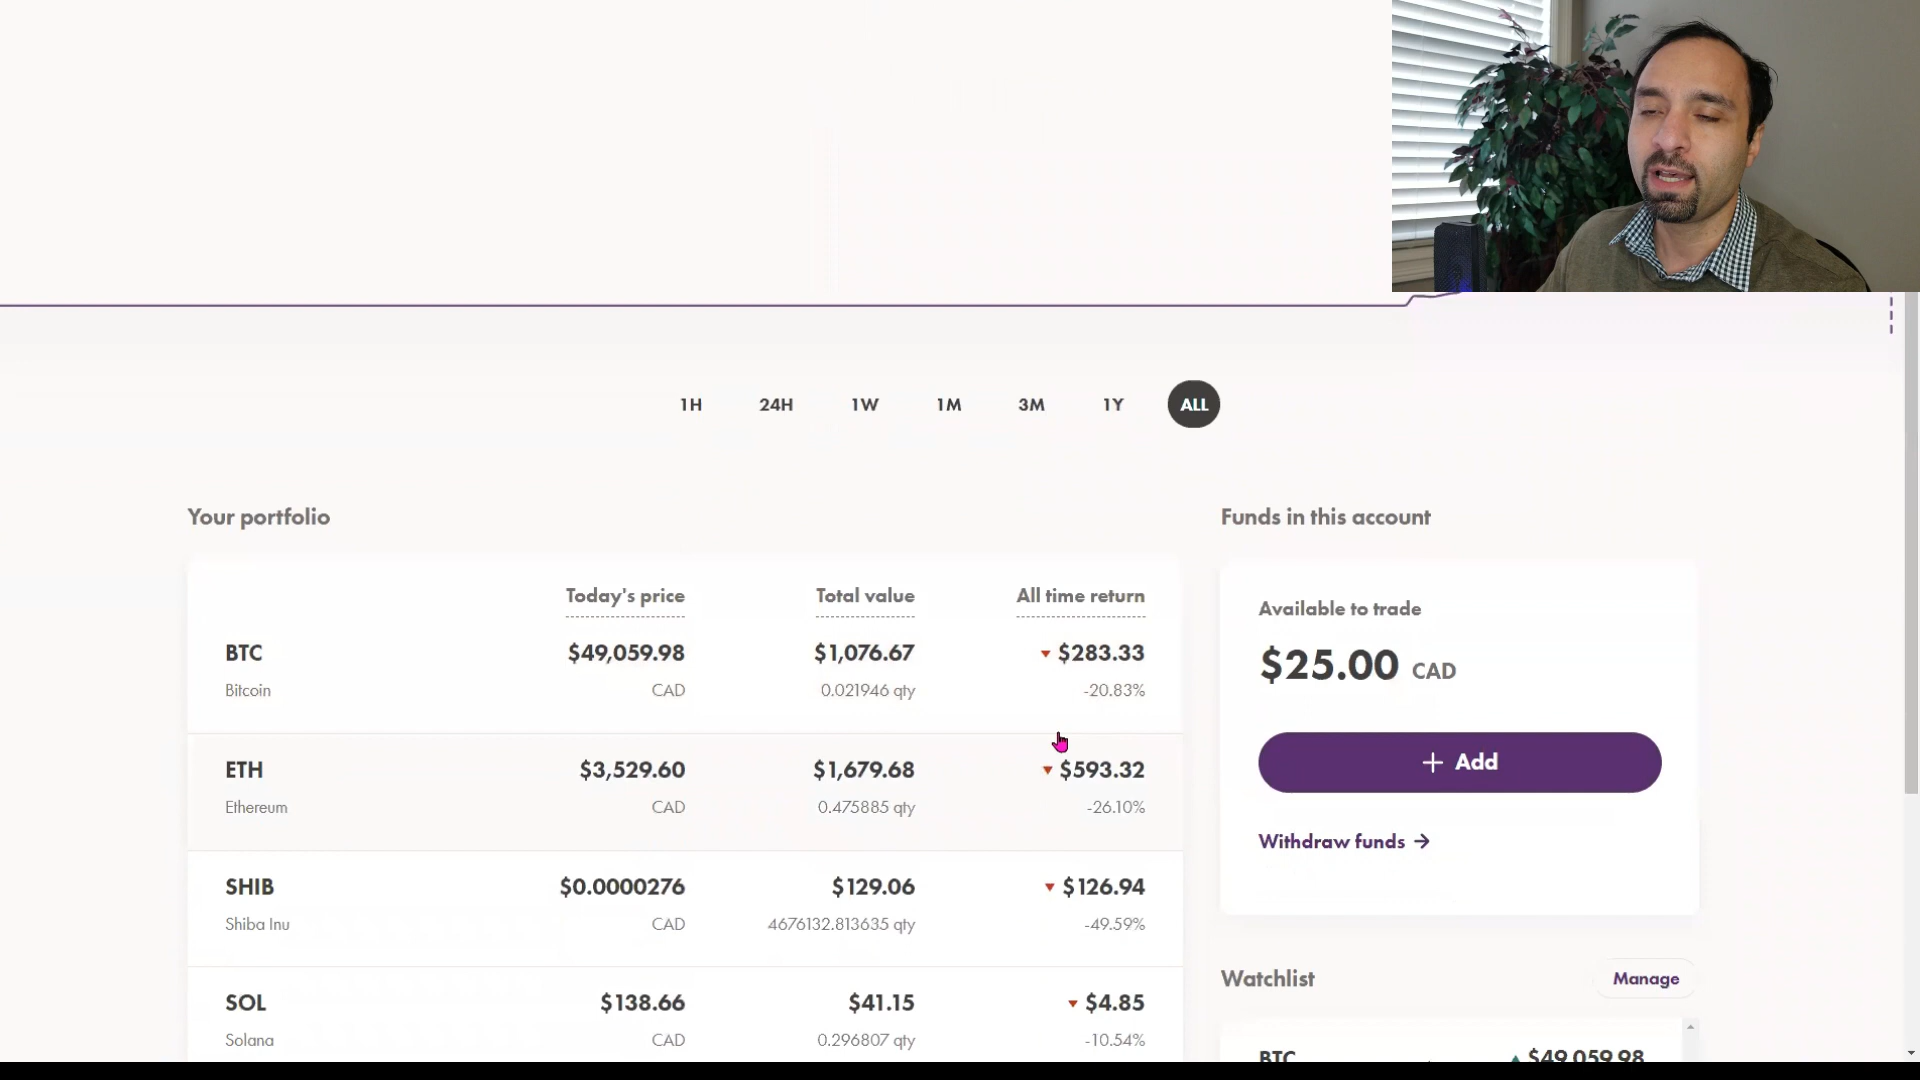 1H 24H 1W 1M 3M 1Y ALL
Your portfolio
Today's price Total value All time return
BTC $49,059.98 $1,076.67 $283.33
Bitcoin CAD 0.021946 qty -20.83%
ETH $3,529.60 $1,679.68 $593.32
Ethereum CAD 0.475885 qty -26.10%
SHIB $0.0000276 $129.06 $126.94
Shiba Inu CAD 4676132.813635 qty -49.59%
SOL $138.66 $41.15 $4.85
Solana CAD 0.296807 qty -10.54%
Funds in this account
Available to trade
$25.00 CAD
+ Add
Withdraw funds →
Watchlist Manage
BTC $49,059.98